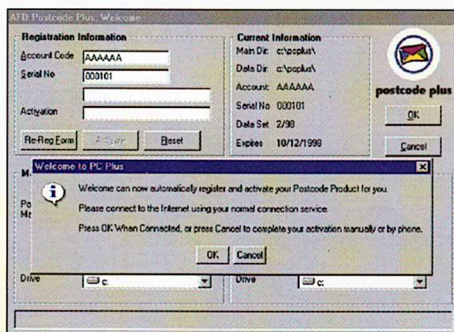 AFD Postcode Plus, Welcome
Registration Information
Account Code AAAAAA
Serial No 000101
Activation
Re-Reg Form
Reset
Current Information
Main Dir: c:\pcplus\
Data Dir: c:\pcplus\
Account: AAAAAA
Serial No 000101
Data Set 2/98
Expires 10/12/1998
postcode plus
OK
Cancel
Welcome to PC Plus
Welcome can now automatically register and activate your Postcode Product for you.
Please connect to the Internet using your normal connection service.
Press OK When Connected, or press Cancel to complete your activation manually or by phone.
OK Cancel
Drive c:
Drive c: